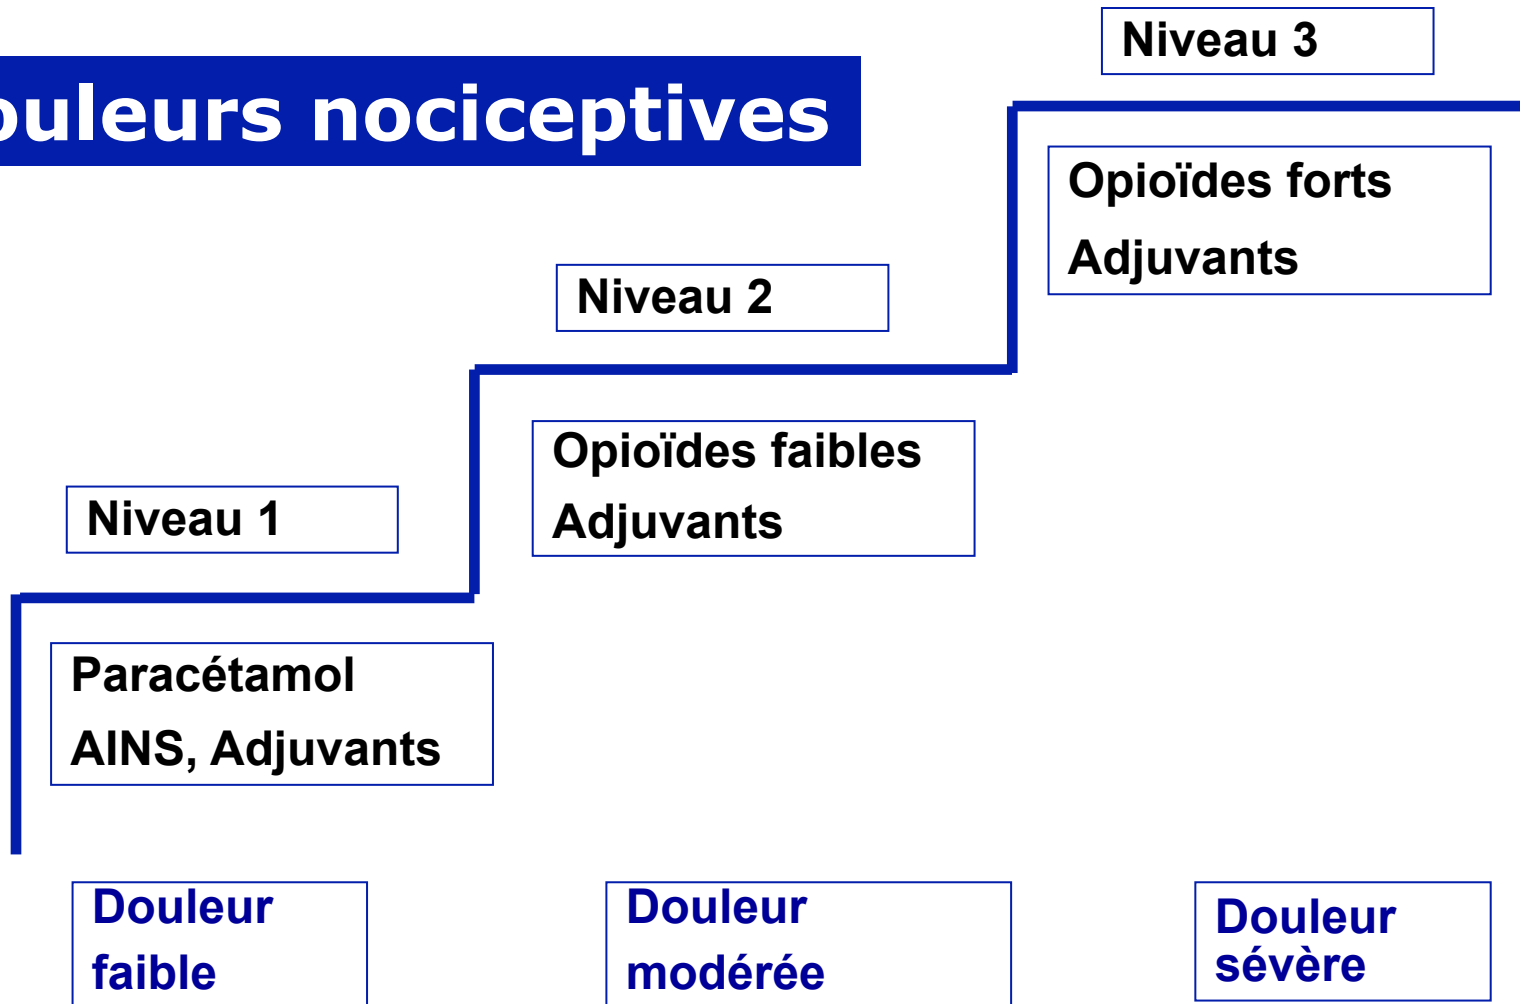 ouleurs nociceptives
Niveau 3
Opioïdes forts
Adjuvants
Niveau 2
Opioïdes faibles
Adjuvants
Niveau 1
Paracétamol
AINS, Adjuvants
Douleur
faible
Douleur
modérée
Douleur
sévère